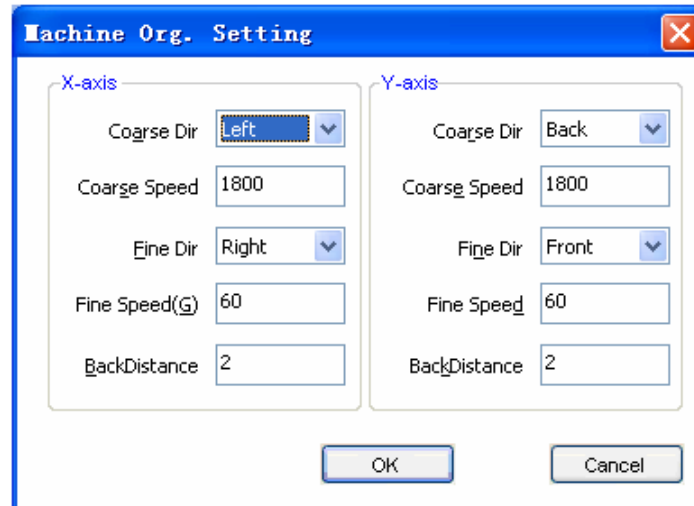 Machine Org. Setting
X-axis
Coarse Dir Left
Coarse Speed 1800
Fine Dir Right
Fine Speed(G) 60
BackDistance 2
Y-axis
Coarse Dir Back
Coarse Speed 1800
Fine Dir Front
Fine Speed 60
BackDistance 2
OK Cancel